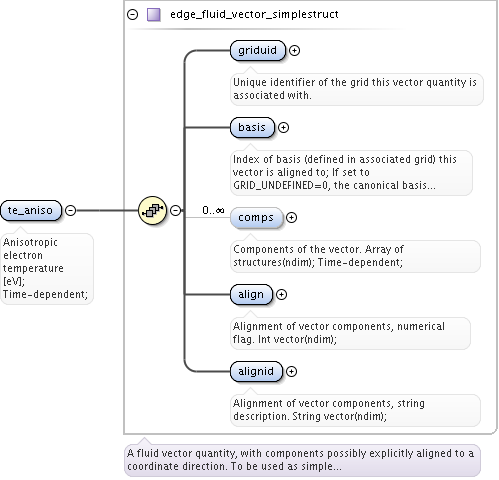 edge_fluid_vector_simplestruct
griduid
Unique identifier of the grid this vector quantity is
associated with.
basis
Index of basis (defined in associated grid) this
vector is aligned to; If set to
GRID_UNDEFINED=0, the canonical basis...
te_aniso
Anisotropic
electron
temperature
[eV];
Time-dependent;
0..∞
comps
Components of the vector. Array of
structures(ndim); Time-dependent;
align
Alignment of vector components, numerical
flag. Int vector(ndim);
alignid
Alignment of vector components, string
description. String vector(ndim);
A fluid vector quantity, with components possibly explicitly aligned to a
coordinate direction. To be used as simple...